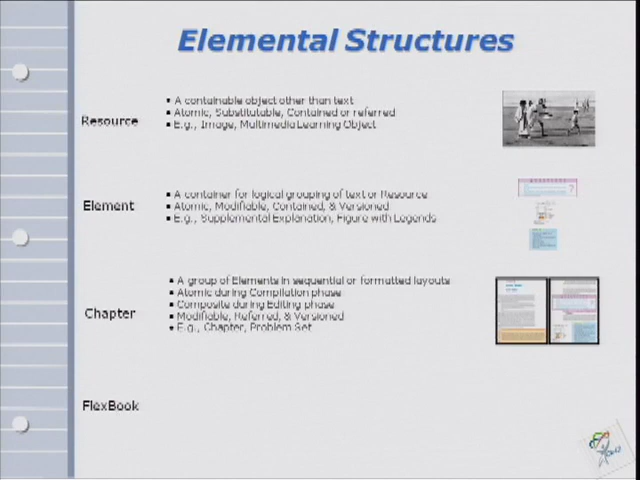 Elemental Structures
Resource
▪ A containable object other than text
▪ Atomic, Substitutable, Contained or referred
▪ E.g., Image, Multimedia Learning Object
Element
▪ A container for logical grouping of text or Resource
▪ Atomic, Modifiable, Contained, & Versioned
▪ E.g., Supplemental Explanation, Figure with Legends
Chapter
▪ A group of Elements in sequential or formatted layouts
▪ Atomic during Compilation phase
▪ Composite during Editing phase
▪ Modifiable, Referred, & Versioned
▪ E.g., Chapter, Problem Set
FlexBook